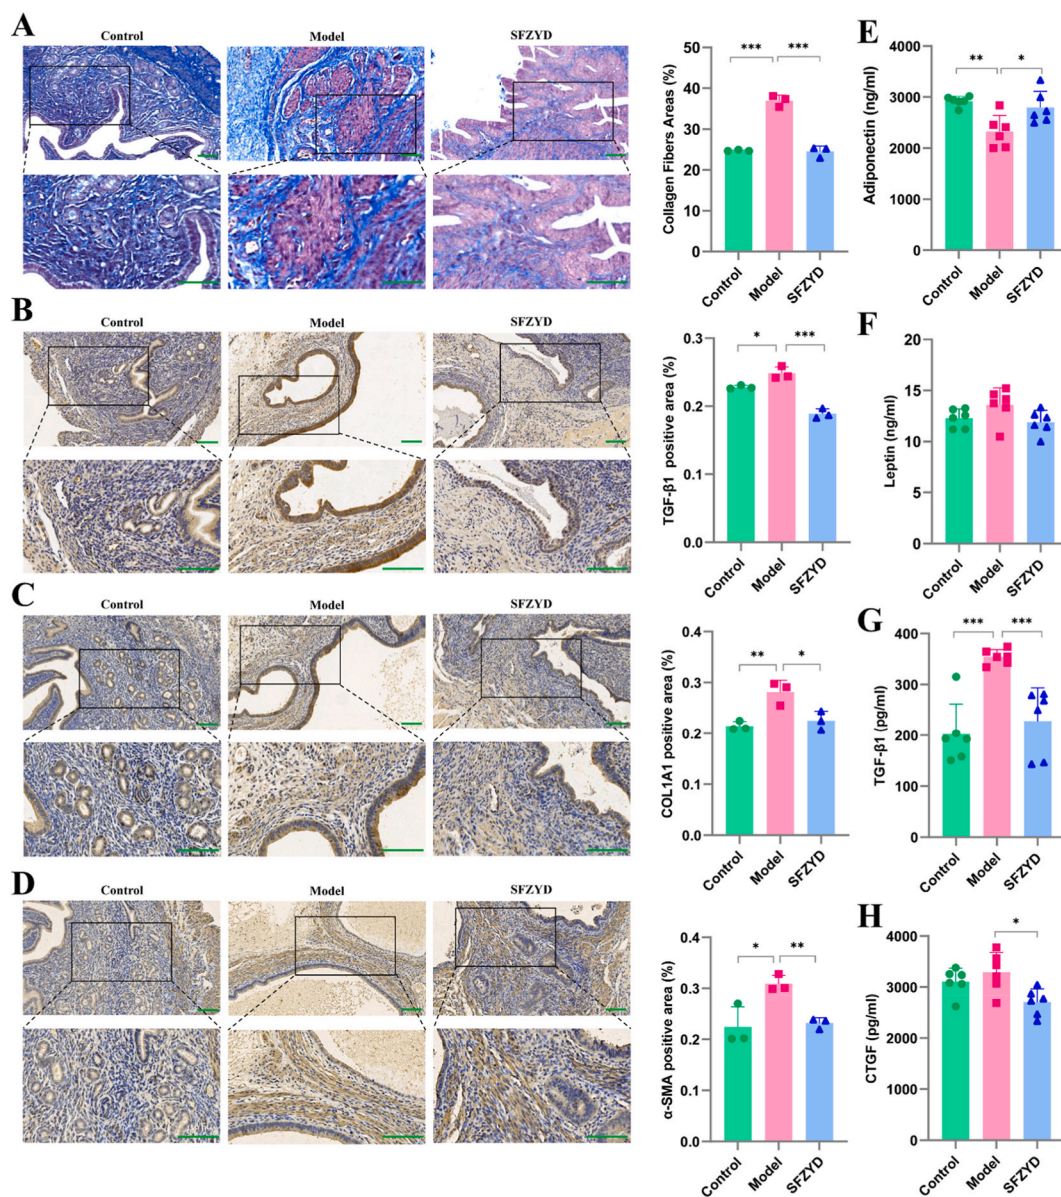 A
Control
Model
SFZYD
Collagen Fibers Areas (%)
50
40
30
20
10
0
***
***
Control
Model
SFZYD
E
Adiponectin (ng/ml)
4000
3000
2000
1000
0
**
*
Control
Model
SFZYD
B
Control
Model
SFZYD
TGF-β1 positive area (%)
0.3
0.2
0.1
0.0
*
***
Control
Model
SFZYD
F
Leptin (ng/ml)
20
15
10
5
0
Control
Model
SFZYD
C
Control
Model
SFZYD
COL1A1 positive area (%)
0.4
0.3
0.2
0.1
0.0
**
*
Control
Model
SFZYD
G
TGF-β1 (pg/ml)
400
300
200
100
0
***
***
Control
Model
SFZYD
D
Control
Model
SFZYD
α-SMA positive area (%)
0.4
0.3
0.2
0.1
0.0
*
**
Control
Model
SFZYD
H
CTGF (pg/ml)
4000
3000
2000
1000
0
*
Control
Model
SFZYD